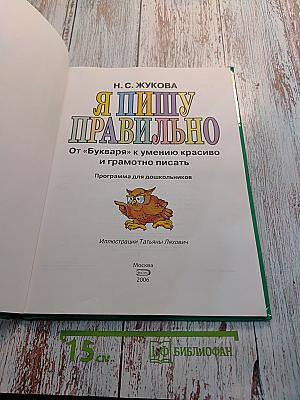 Н. С. ЖУКОВА
Я ПИШУ
ПРАВИЛЬНО
От «Букваря» к умению красиво
и грамотно писать
Программа для дошкольников
Иллюстрации Татьяны Ляхович
Москва
2006
15 см
БИБЛИОФАН